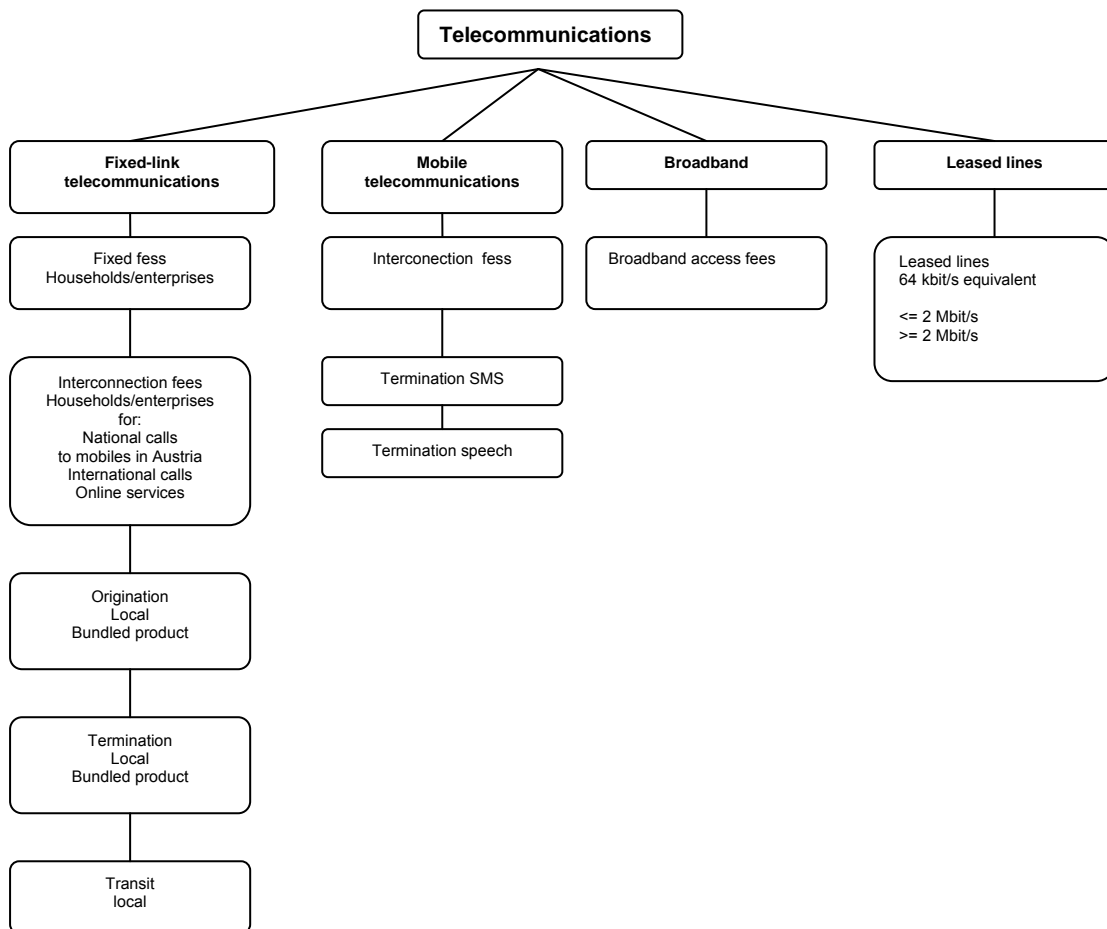 Telecommunications
Fixed-link
telecommunications
Mobile
telecommunications
Broadband
Leased lines
Fixed fess
Households/enterprises
Interconection fess
Broadband access fees
Leased lines
64 kbit/s equivalent
<= 2 Mbit/s
>= 2 Mbit/s
Interconnection fees
Households/enterprises
for:
National calls
to mobiles in Austria
International calls
Online services
Termination SMS
Termination speech
Origination
Local
Bundled product
Termination
Local
Bundled product
Transit
local